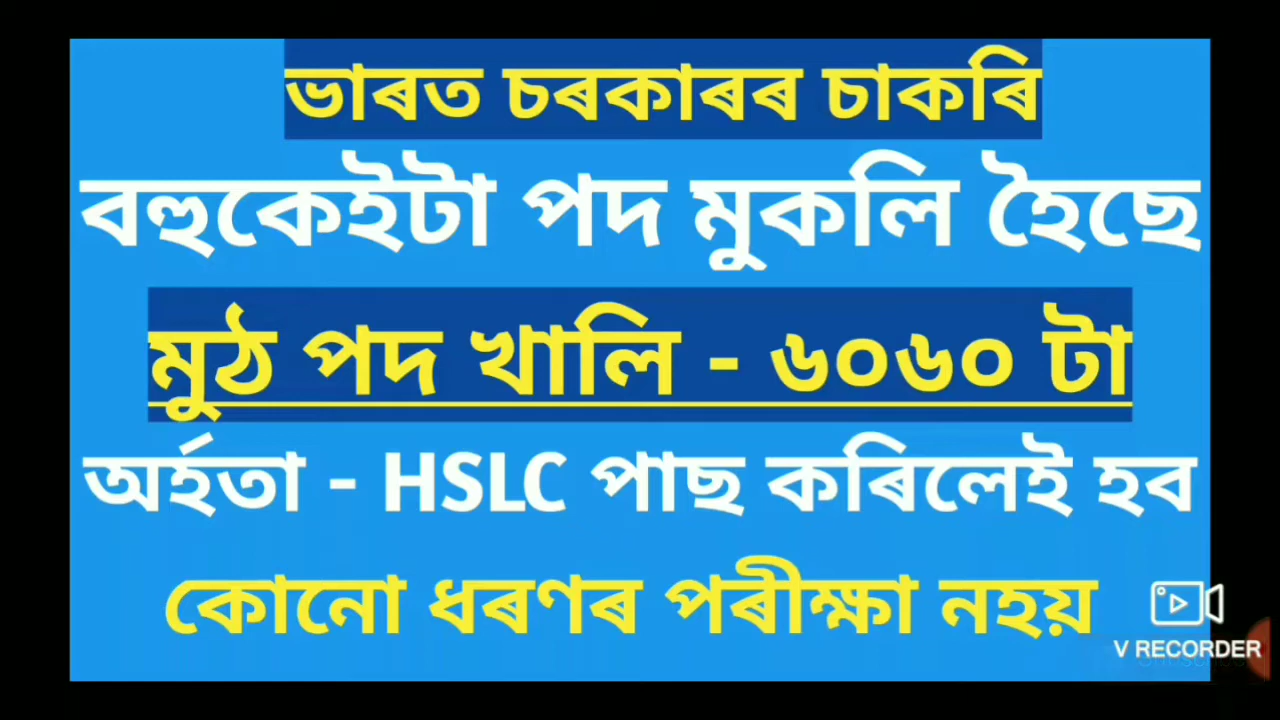 ভাৰত চৰকাৰৰ চাকৰি
বহুকেইটা পদ মুকলি হৈছে
মুঠ পদ খালি - ৬০৬০ টা
অৰ্হতা - HSLC পাছ কৰিলেই হব
কোনো ধৰণৰ পৰীক্ষা নহয়
V RECORDER